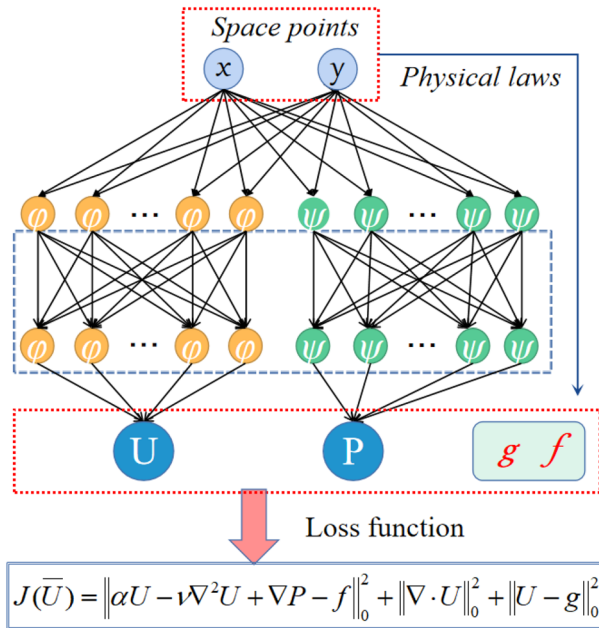 Space points
x y
Physical laws
φ φ ... φ φ ψ ψ ... ψ ψ
φ φ ... φ φ ψ ψ ... ψ ψ
U P g f
Loss function
J(U̅) = ‖αU − ν∇²U + ∇P − f‖₀² + ‖∇·U‖₀² + ‖U − g‖₀²